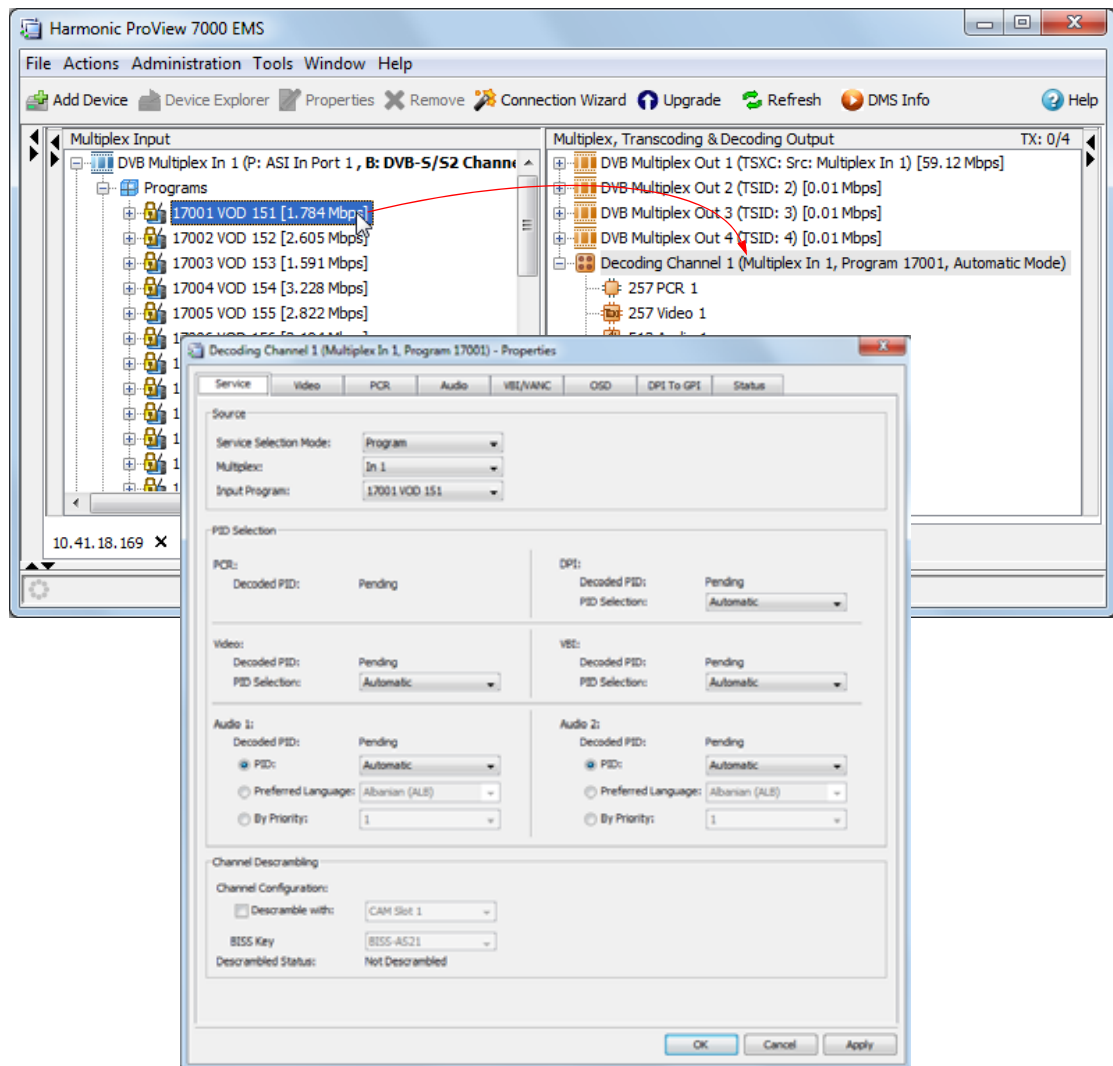 Harmonic ProView 7000 EMS
File Actions Administration Tools Window Help
Add Device Device Explorer Properties Remove Connection Wizard Upgrade Refresh DMS Info Help
Multiplex Input
DVB Multiplex In 1 (P: ASI In Port 1 , B: DVB-S/S2 Channe
Programs
17001 VOD 151 [1.784 Mbps]
17002 VOD 152 [2.605 Mbps]
17003 VOD 153 [1.591 Mbps]
17004 VOD 154 [3.228 Mbps]
17005 VOD 155 [2.822 Mbps]
10.41.18.169
Multiplex, Transcoding & Decoding Output TX: 0/4
DVB Multiplex Out 1 (TSXC: Src: Multiplex In 1) [59.12 Mbps]
DVB Multiplex Out 2 (TSID: 2) [0.01 Mbps]
DVB Multiplex Out 3 (TSID: 3) [0.01 Mbps]
DVB Multiplex Out 4 (TSID: 4) [0.01 Mbps]
Decoding Channel 1 (Multiplex In 1, Program 17001, Automatic Mode)
257 PCR 1
257 Video 1
Decoding Channel 1 (Multiplex In 1, Program 17001) - Properties
Service Video PCR Audio VBI/VANC OSD DPI To GPI Status
Source
Service Selection Mode: Program
Multiplex: In 1
Input Program: 17001 VOD 151
PID Selection
PCR:
Decoded PID: Pending
DPI:
Decoded PID: Pending
PID Selection: Automatic
Video:
Decoded PID: Pending
PID Selection: Automatic
VBI:
Decoded PID: Pending
PID Selection: Automatic
Audio 1:
Decoded PID: Pending
PID: Automatic
Preferred Language: Albanian (ALB)
By Priority: 1
Audio 2:
Decoded PID: Pending
PID: Automatic
Preferred Language: Albanian (ALB)
By Priority: 1
Channel Descrambling
Channel Configuration:
Descramble with: CAM Slot 1
BISS Key BISS-AS21
Descrambled Status: Not Descrambled
OK Cancel Apply